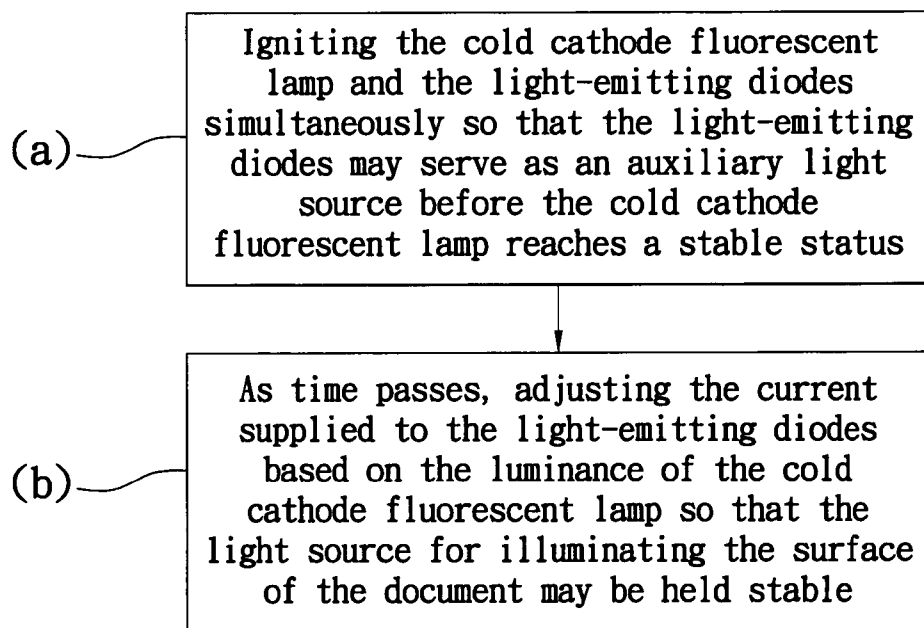 (a)
Igniting the cold cathode fluorescent
lamp and the light-emitting diodes
simultaneously so that the light-emitting
diodes may serve as an auxiliary light
source before the cold cathode
fluorescent lamp reaches a stable status
(b)
As time passes, adjusting the current
supplied to the light-emitting diodes
based on the luminance of the cold
cathode fluorescent lamp so that the
light source for illuminating the surface
of the document may be held stable